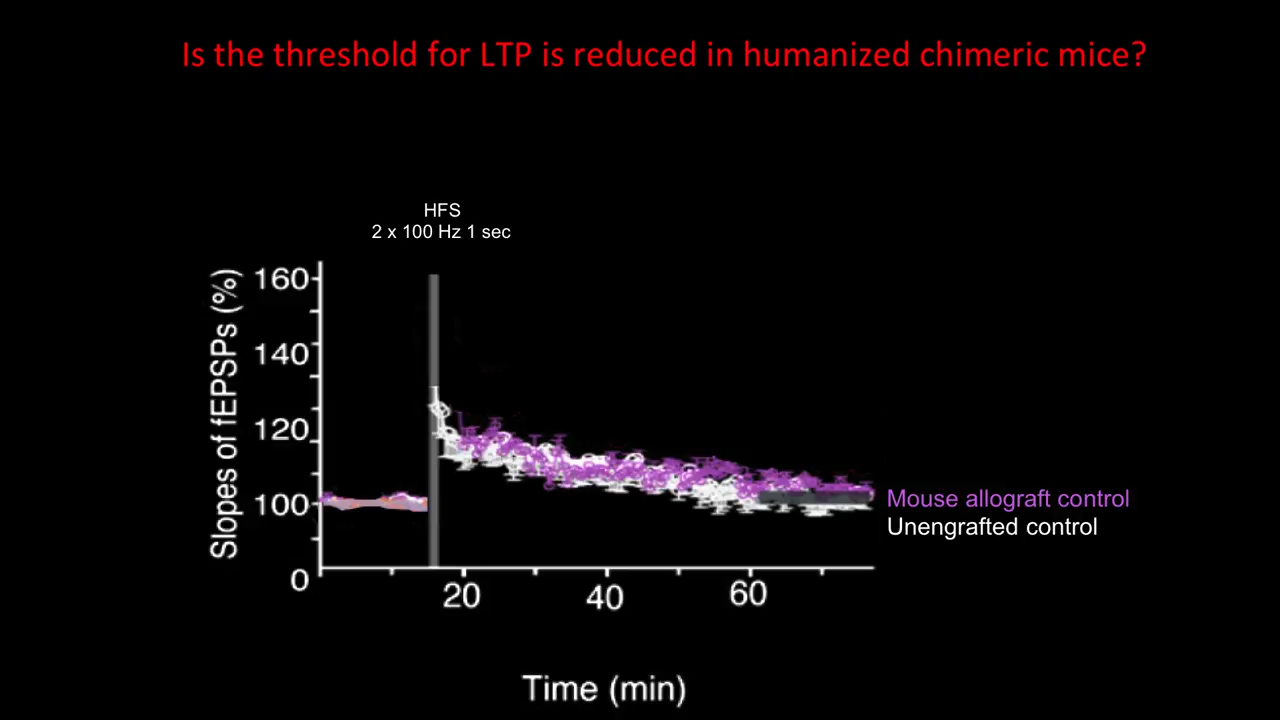 Is the threshold for LTP is reduced in humanized chimeric mice?
HFS
2 x 100 Hz 1 sec
Slopes of fEPSPs (%)
160
140
120
100
0
20
40
60
Mouse allograft control
Unengrafted control
Time (min)